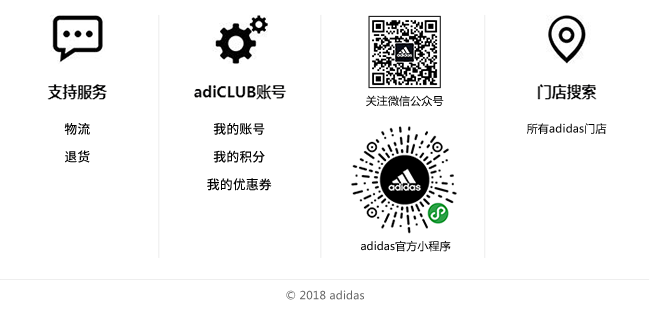 支持服务
物流
退货
adiCLUB账号
我的账号
我的积分
我的优惠券
关注微信公众号
adidas
adidas官方小程序
门店搜索
所有adidas门店
© 2018 adidas